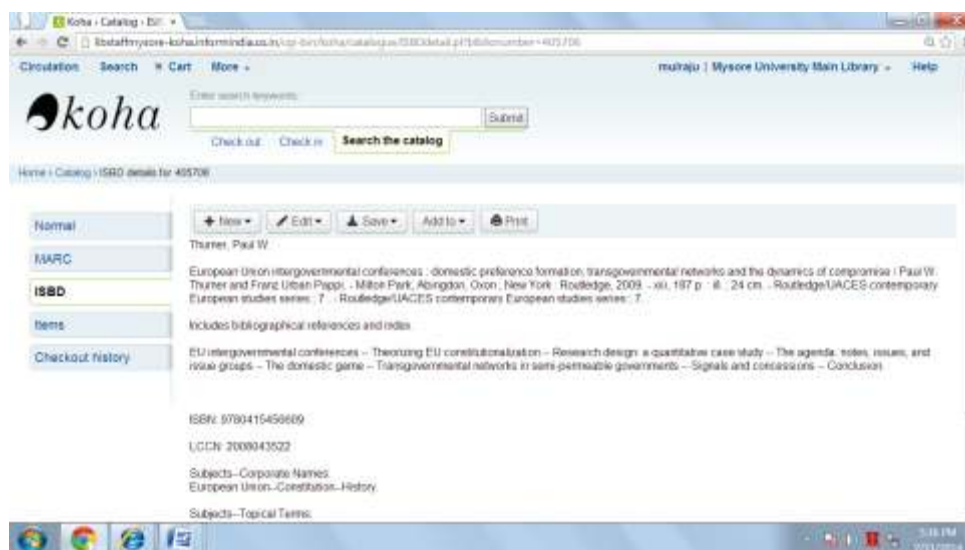 Koha › Catalog › ISB
Circulation Search Cart More
mulraju | Mysore University Main Library Help
koha
Enter search keywords:
Submit
Check out Check in Search the catalog
Home › Catalog › ISBD details for 405706
Normal
MARC
ISBD
Items
Checkout history
New Edit Save Add to Print
Thurner, Paul W.
European Union intergovernmental conferences : domestic preference formation, transgovernmental networks and the dynamics of compromise / Paul W.
Thurner and Franz Urban Pappi. - Milton Park, Abingdon, Oxon ; New York : Routledge, 2009. - xiii, 187 p. : ill. ; 24 cm. - Routledge/UACES contemporary
European studies series ; 7 . - Routledge/UACES contemporary European studies series ; 7 .
Includes bibliographical references and index.
EU intergovernmental conferences -- Theorizing EU constitutionalization -- Research design: a quantitative case study -- The agenda: notes, issues, and
issue groups -- The domestic game -- Transgovernmental networks in semi-permeable governments -- Signals and concessions -- Conclusion.
ISBN:
LCCN: 2008043522
Subjects--Corporate Names:
European Union--Constitution--History.
Subjects--Topical Terms: